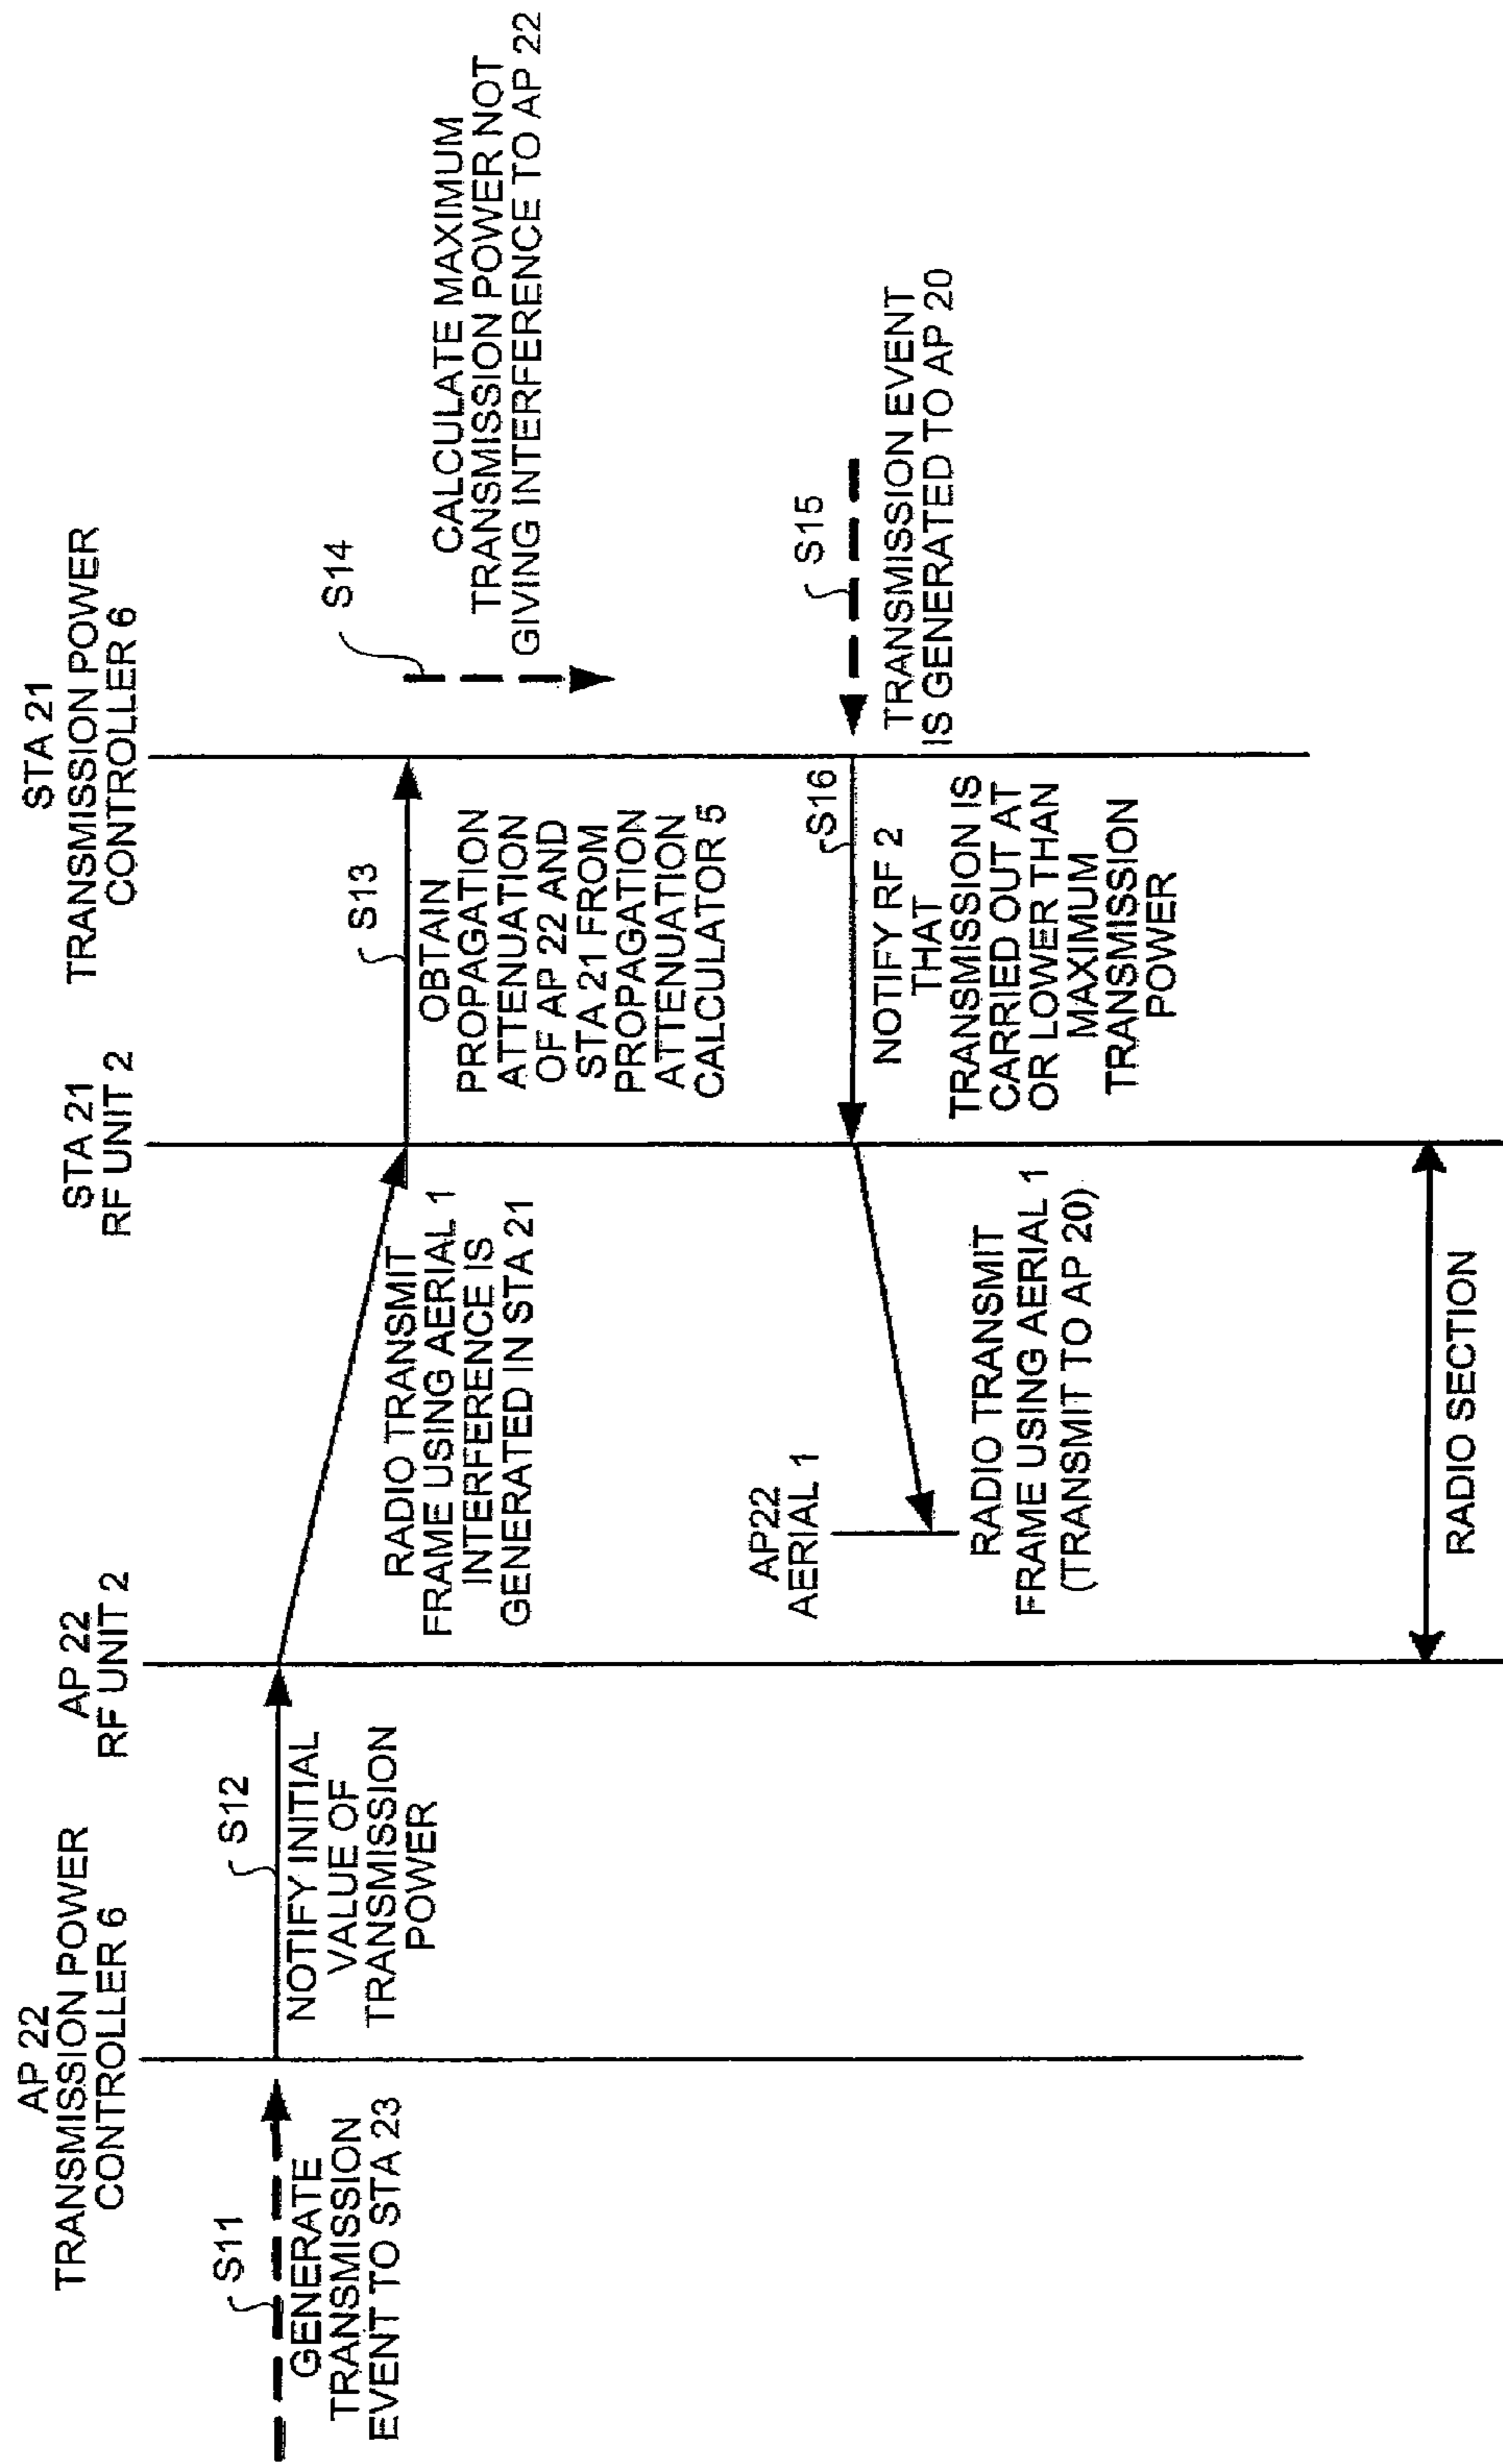 AP 22
TRANSMISSION POWER
CONTROLLER 6
AP 22
RF UNIT 2
STA 21
RF UNIT 2
STA 21
TRANSMISSION POWER
CONTROLLER 6
S11
GENERATE
TRANSMISSION
EVENT TO STA 23
S12
NOTIFY INITIAL
VALUE OF
TRANSMISSION
POWER
RADIO TRANSMIT
FRAME USING AERIAL 1
INTERFERENCE IS
GENERATED IN STA 21
S13
OBTAIN
PROPAGATION
ATTENUATION
OF AP 22 AND
STA 21 FROM
PROPAGATION
ATTENUATION
CALCULATOR 5
S14
CALCULATE MAXIMUM
TRANSMISSION POWER NOT
GIVING INTERFERENCE TO AP 22
S15
TRANSMISSION EVENT
IS GENERATED TO AP 20
S16
NOTIFY RF 2
THAT
TRANSMISSION IS
CARRIED OUT AT
OR LOWER THAN
MAXIMUM
TRANSMISSION
POWER
AP22
AERIAL 1
RADIO TRANSMIT
FRAME USING AERIAL 1
(TRANSMIT TO AP 20)
RADIO SECTION